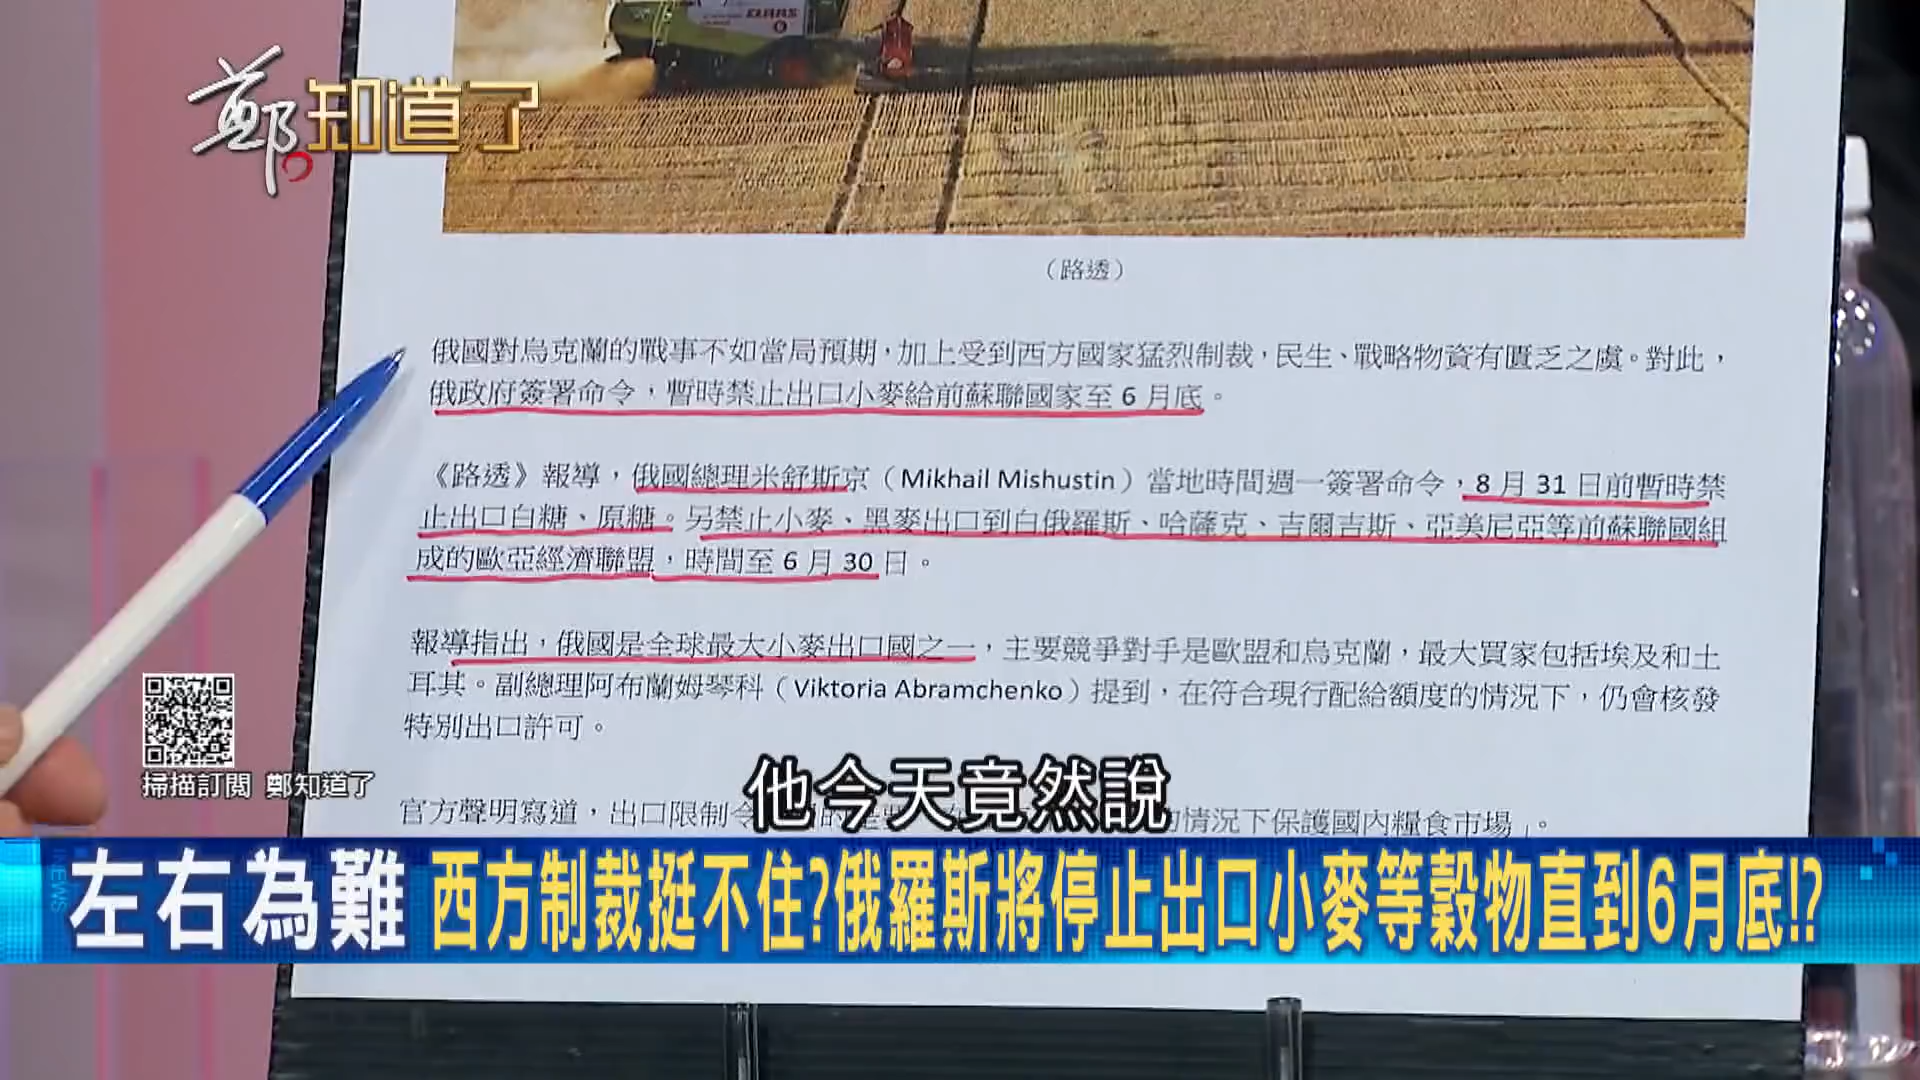 CLAAS
鄭知道了
（路透）
俄國對烏克蘭的戰事不如當局預期，加上受到西方國家猛烈制裁，民生、戰略物資有匱乏之虞。對此，
俄政府簽署命令，暫時禁止出口小麥給前蘇聯國家至 6 月底。
《路透》報導，俄國總理米舒斯京（Mikhail Mishustin）當地時間週一簽署命令，8 月 31 日前暫時禁
止出口白糖、原糖。另禁止小麥、黑麥出口到白俄羅斯、哈薩克、吉爾吉斯、亞美尼亞等前蘇聯國組
成的歐亞經濟聯盟，時間至 6 月 30 日。
報導指出，俄國是全球最大小麥出口國之一，主要競爭對手是歐盟和烏克蘭，最大買家包括埃及和土
耳其。副總理阿布蘭姆琴科（Viktoria Abramchenko）提到，在符合現行配給額度的情況下，仍會核發
特別出口許可。
掃描訂閱 鄭知道了
官方聲明寫道，出口限制令
情況下保護國內糧食市場」。
他今天竟然說
NEWS
左右為難 西方制裁挺不住?俄羅斯將停止出口小麥等穀物直到6月底!?